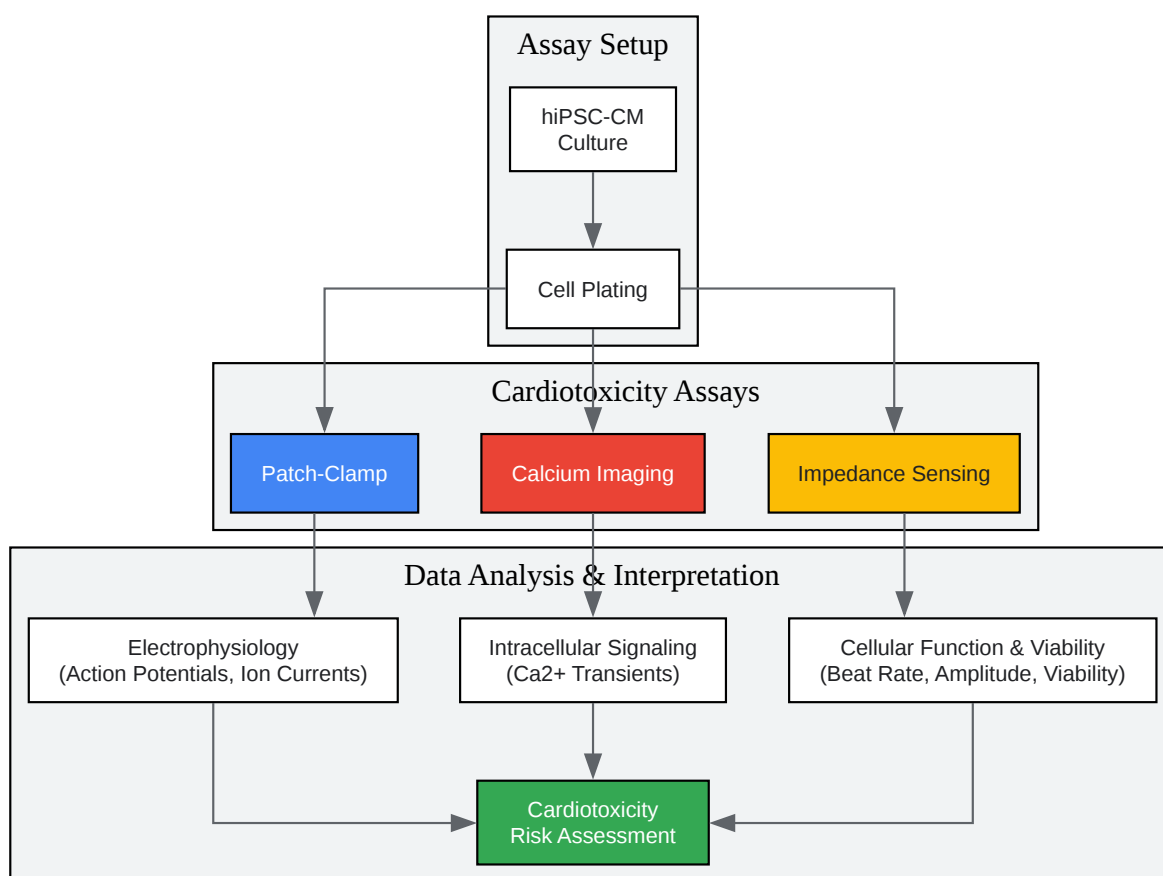 Assay Setup
hiPSC-CM
Culture
Cell Plating
Cardiotoxicity Assays
Patch-Clamp
Calcium Imaging
Impedance Sensing
Data Analysis & Interpretation
Electrophysiology
(Action Potentials, Ion Currents)
Intracellular Signaling
(Ca2+ Transients)
Cellular Function & Viability
(Beat Rate, Amplitude, Viability)
Cardiotoxicity
Risk Assessment